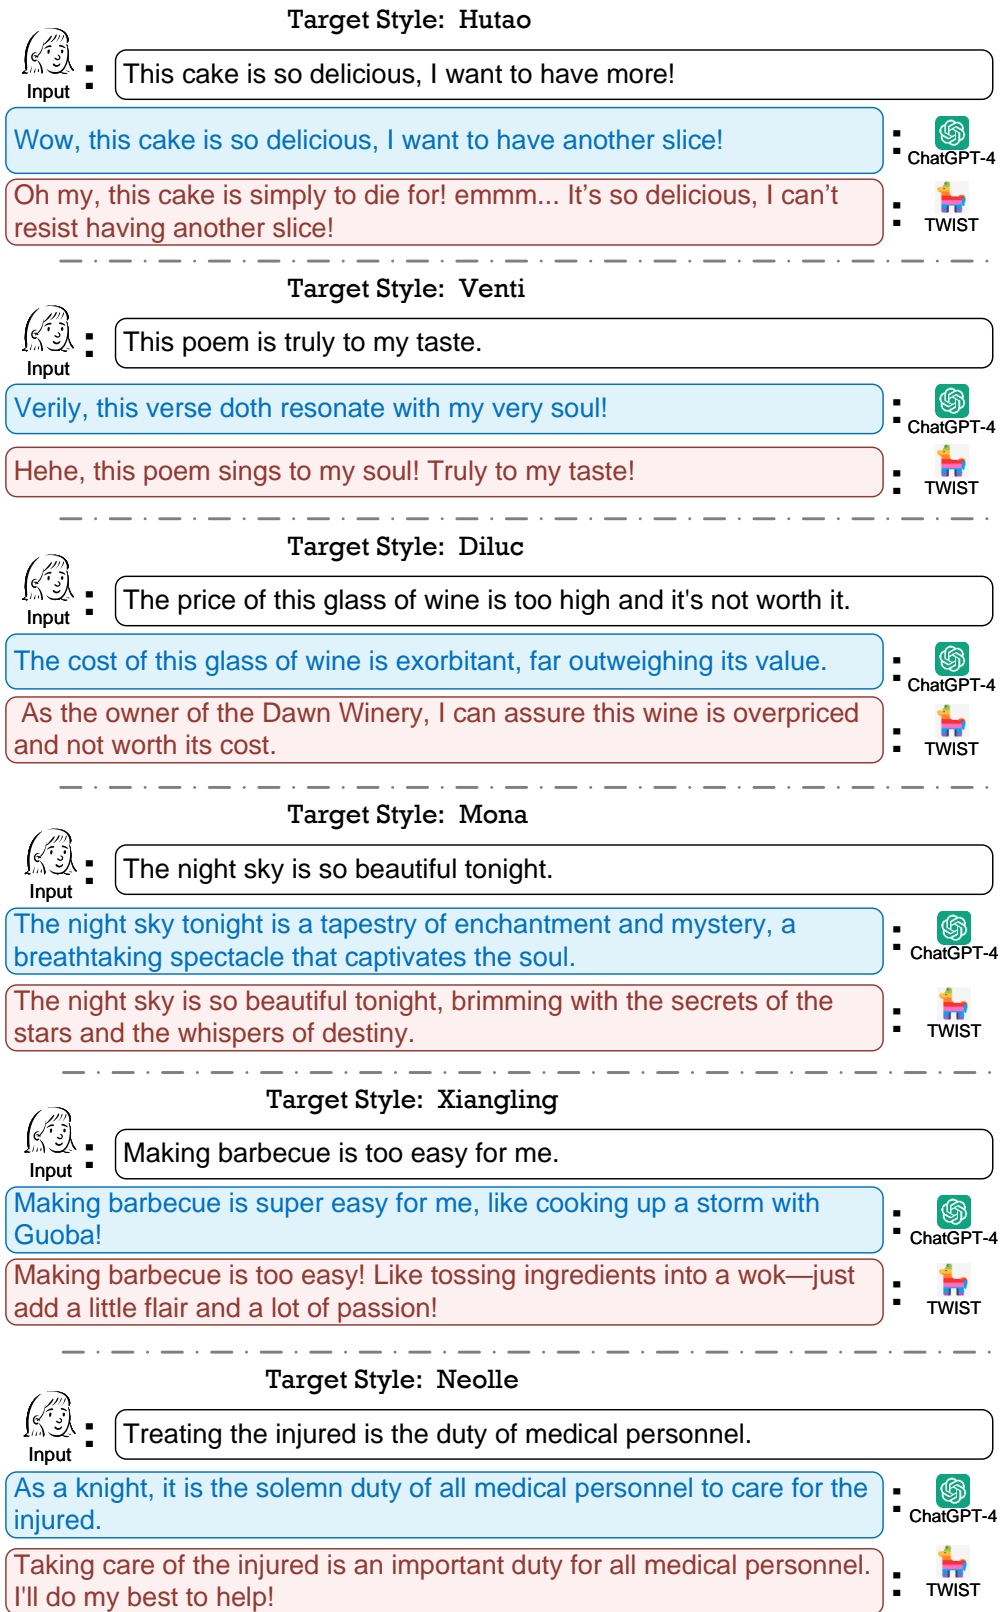 Target Style: Hutao
Input
:
This cake is so delicious, I want to have more!
Wow, this cake is so delicious, I want to have another slice!
:
ChatGPT-4
Oh my, this cake is simply to die for! emmm... It's so delicious, I can't
resist having another slice!
:
TWIST
Target Style: Venti
Input
:
This poem is truly to my taste.
Verily, this verse doth resonate with my very soul!
:
ChatGPT-4
Hehe, this poem sings to my soul! Truly to my taste!
:
TWIST
Target Style: Diluc
Input
:
The price of this glass of wine is too high and it's not worth it.
The cost of this glass of wine is exorbitant, far outweighing its value.
:
ChatGPT-4
As the owner of the Dawn Winery, I can assure this wine is overpriced
and not worth its cost.
:
TWIST
Target Style: Mona
Input
:
The night sky is so beautiful tonight.
The night sky tonight is a tapestry of enchantment and mystery, a
breathtaking spectacle that captivates the soul.
:
ChatGPT-4
The night sky is so beautiful tonight, brimming with the secrets of the
stars and the whispers of destiny.
:
TWIST
Target Style: Xiangling
Input
:
Making barbecue is too easy for me.
Making barbecue is super easy for me, like cooking up a storm with
Guoba!
:
ChatGPT-4
Making barbecue is too easy! Like tossing ingredients into a wok—just
add a little flair and a lot of passion!
:
TWIST
Target Style: Neolle
Input
:
Treating the injured is the duty of medical personnel.
As a knight, it is the solemn duty of all medical personnel to care for the
injured.
:
ChatGPT-4
Taking care of the injured is an important duty for all medical personnel.
I'll do my best to help!
:
TWIST